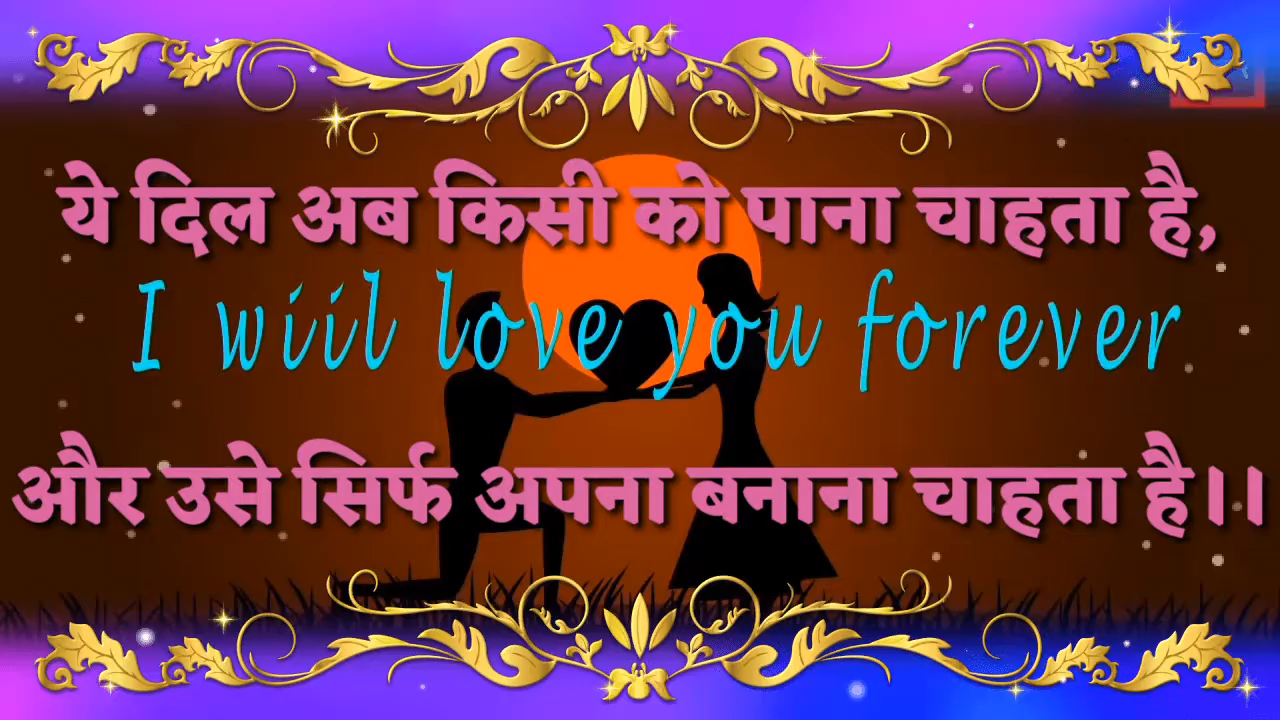 ये दिल अब किसी को पाना चाहता है,
I wiil love you forever
और उसे सिर्फ अपना बनाना चाहता है।।